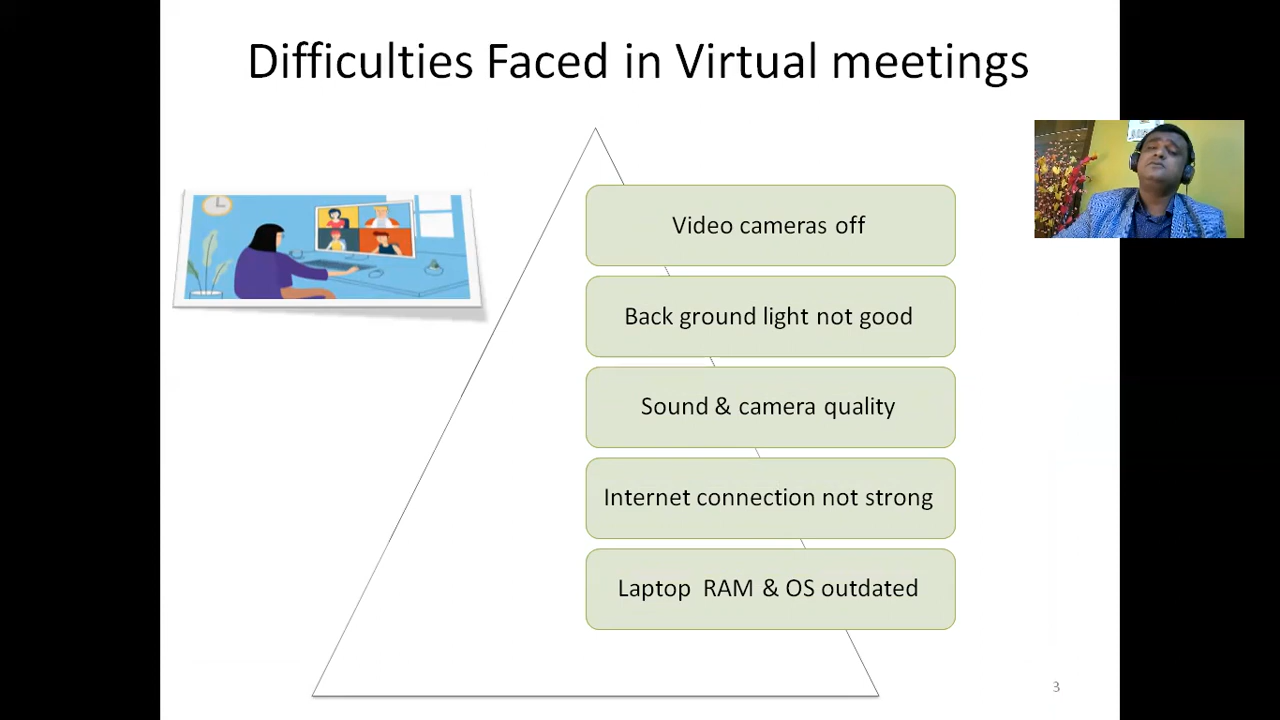 Difficulties Faced in Virtual meetings
Video cameras off
Back ground light not good
Sound & camera quality
Internet connection not strong
Laptop RAM & OS outdated
3